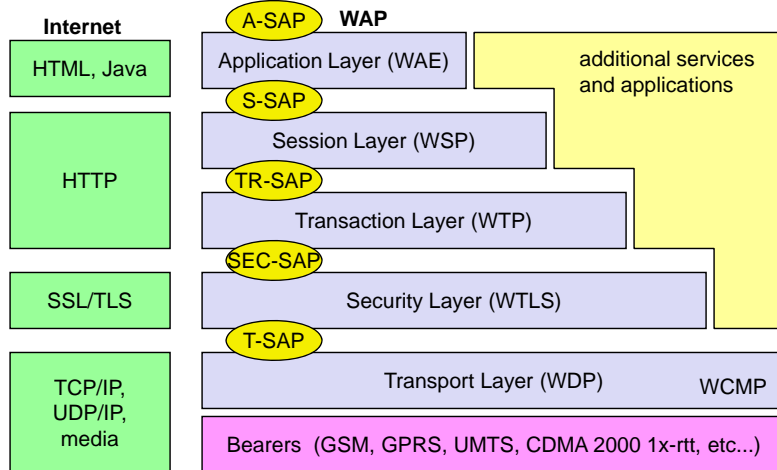 Internet
A-SAP
WAP
HTML, Java
Application Layer (WAE)
additional services
and applications
S-SAP
HTTP
Session Layer (WSP)
TR-SAP
Transaction Layer (WTP)
SEC-SAP
SSL/TLS
Security Layer (WTLS)
T-SAP
TCP/IP,
UDP/IP,
media
Transport Layer (WDP)
WCMP
Bearers (GSM, GPRS, UMTS, CDMA 2000 1x-rtt, etc...)